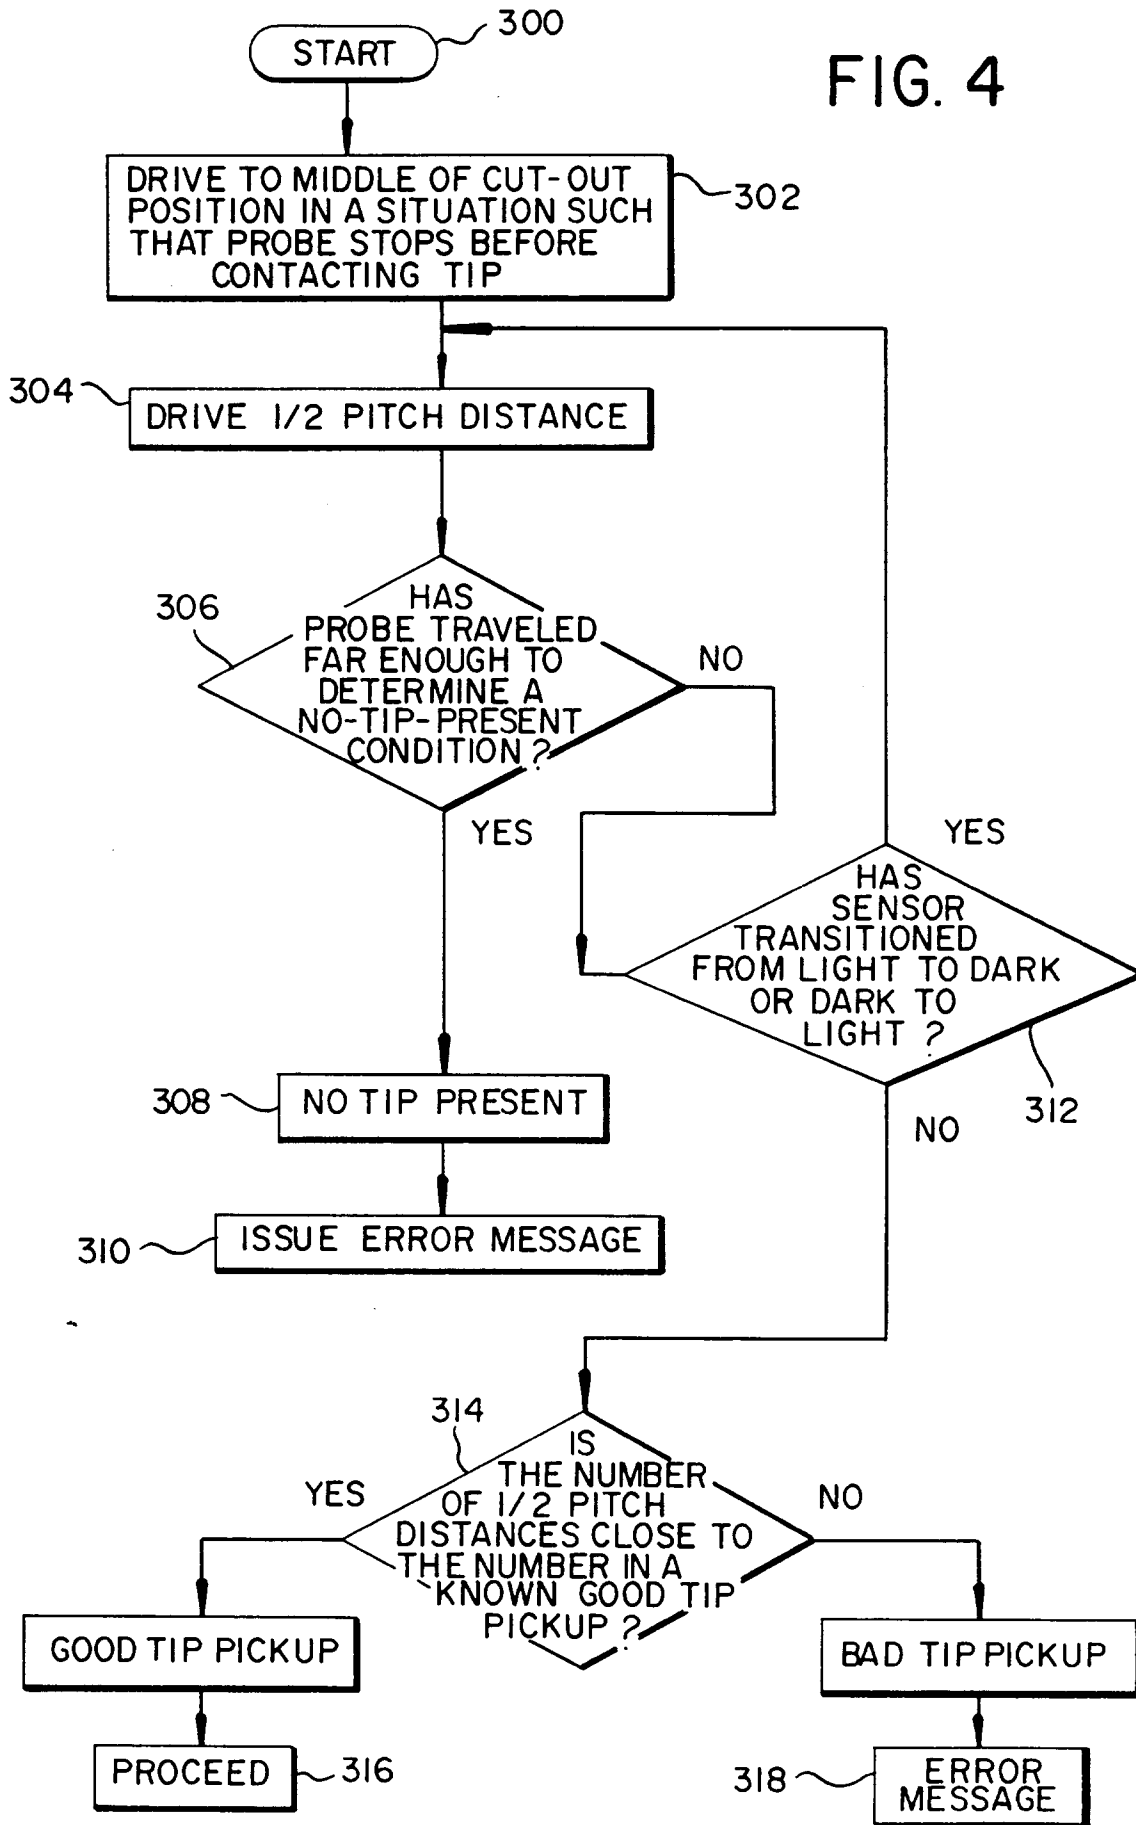 300
START
FIG. 4
DRIVE TO MIDDLE OF CUT-OUT
POSITION IN A SITUATION SUCH
THAT PROBE STOPS BEFORE
CONTACTING TIP
302
304
DRIVE 1/2 PITCH DISTANCE
306
HAS
PROBE TRAVELED
FAR ENOUGH TO
DETERMINE A
NO-TIP-PRESENT
CONDITION ?
NO
YES
YES
HAS
SENSOR
TRANSITIONED
FROM LIGHT TO DARK
OR DARK TO
LIGHT ?
312
NO
308
NO TIP PRESENT
310
ISSUE ERROR MESSAGE
314
IS
THE NUMBER
OF 1/2 PITCH
DISTANCES CLOSE TO
THE NUMBER IN A
KNOWN GOOD TIP
PICKUP ?
YES
NO
GOOD TIP PICKUP
BAD TIP PICKUP
PROCEED
316
318
ERROR
MESSAGE